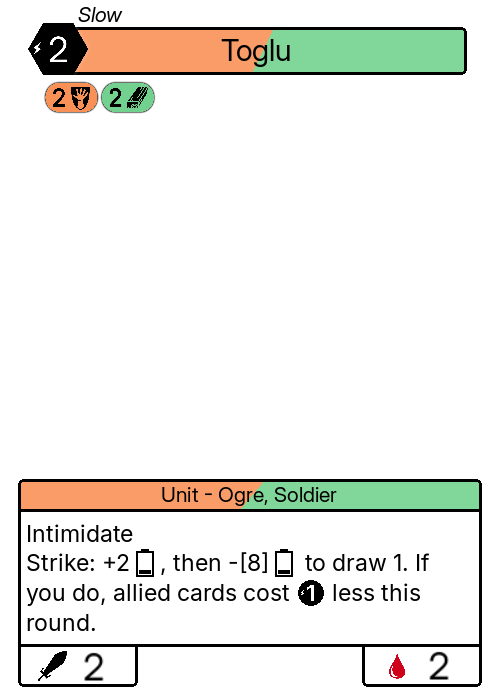 Slow
2 Toglu
2 2
Unit - Ogre, Soldier
Intimidate
Strike: +2 , then -[8] to draw 1. If
you do, allied cards cost 1 less this
round.
2 2